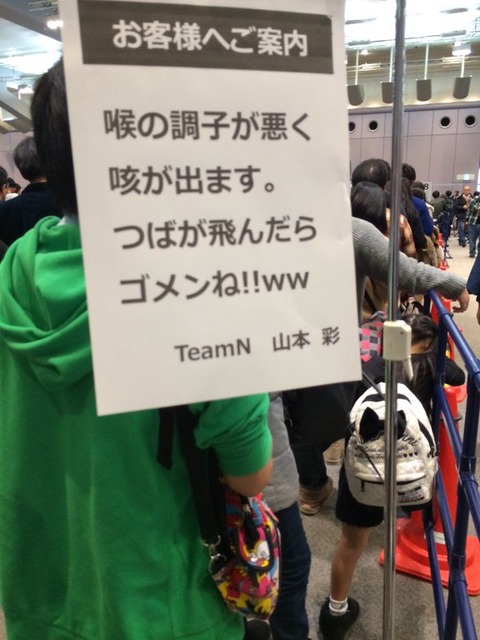 お客様へご案内
喉の調子が悪く
咳が出ます。
つばが飛んだら
ゴメンね!!ww
TeamN 山本 彩